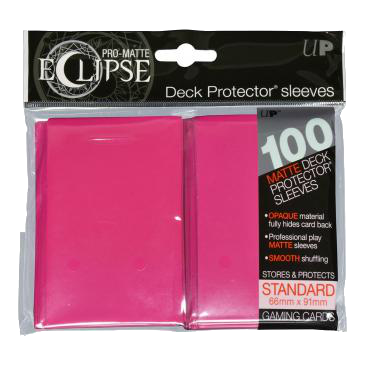 PRO-MATTE
ECLIPSE
Deck Protector® sleeves
UP
UP
100
MATTE DECK
PROTECTOR®
SLEEVES
•OPAQUE material
fully hides card back
•Professional play
MATTE sleeves
•SMOOTH shuffling
STORES & PROTECTS
STANDARD
66mm x 91mm
GAMING CARDS